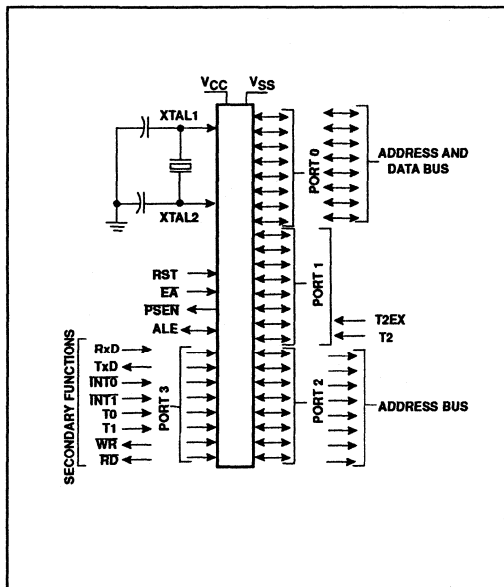 VCC VSS
XTAL1
XTAL2
PORT 0
ADDRESS AND
DATA BUS
RST
EA
PSEN
ALE
PORT 1
T2EX
T2
SECONDARY FUNCTIONS
RxD
TxD
INT0
INT1
T0
T1
WR
RD
PORT 3
PORT 2
ADDRESS BUS